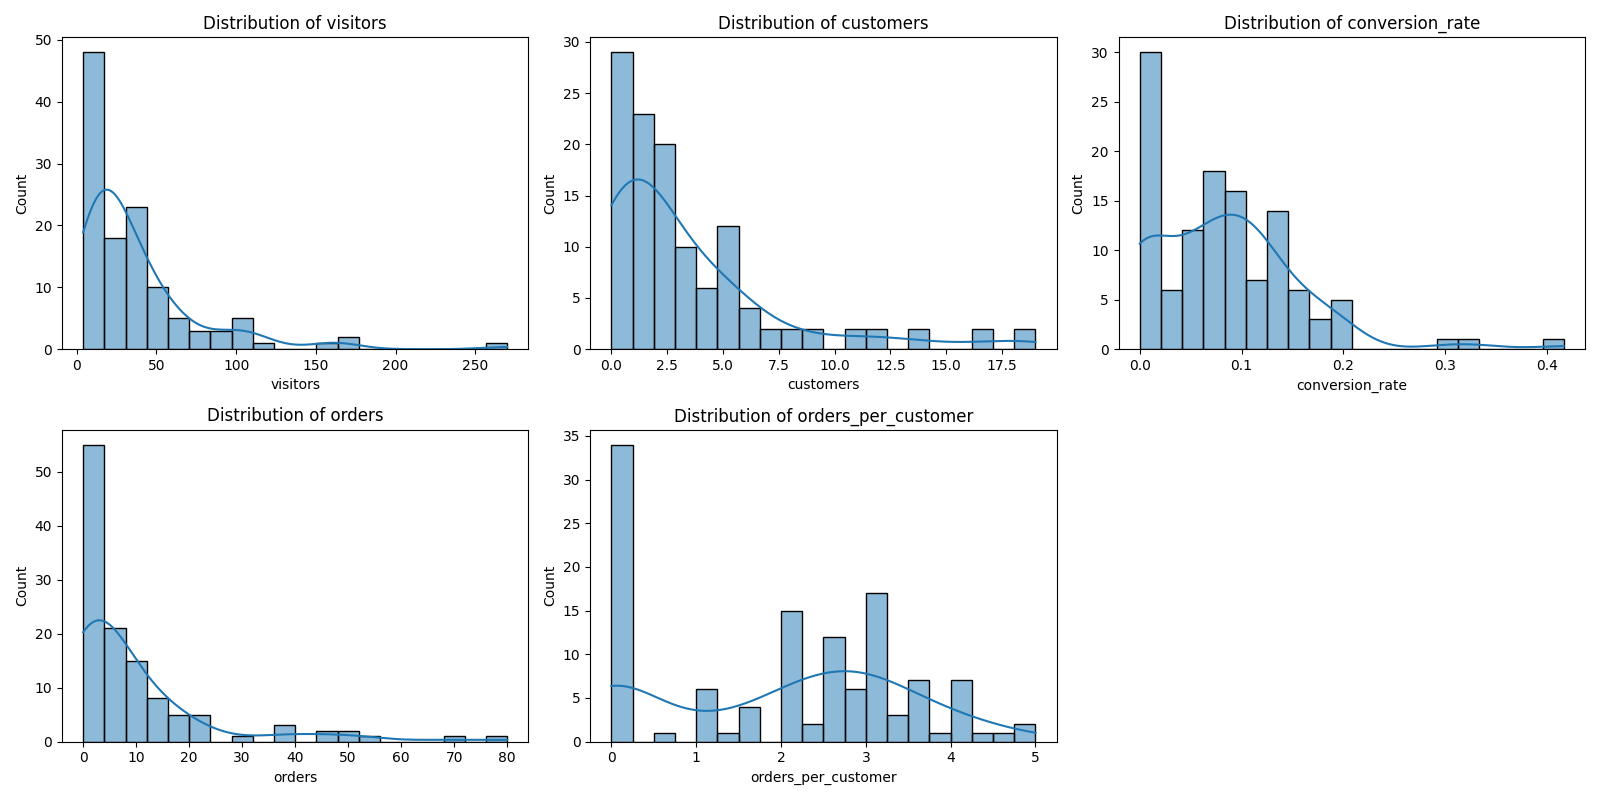 Distribution of visitors
50
40
30
20
10
0
Count
0 50 100 150 200 250
visitors
Distribution of customers
30
25
20
15
10
5
0
Count
0.0 2.5 5.0 7.5 10.0 12.5 15.0 17.5
customers
Distribution of conversion_rate
30
25
20
15
10
5
0
Count
0.0 0.1 0.2 0.3 0.4
conversion_rate
Distribution of orders
50
40
30
20
10
0
Count
0 10 20 30 40 50 60 70 80
orders
Distribution of orders_per_customer
35
30
25
20
15
10
5
0
Count
0 1 2 3 4 5
orders_per_customer